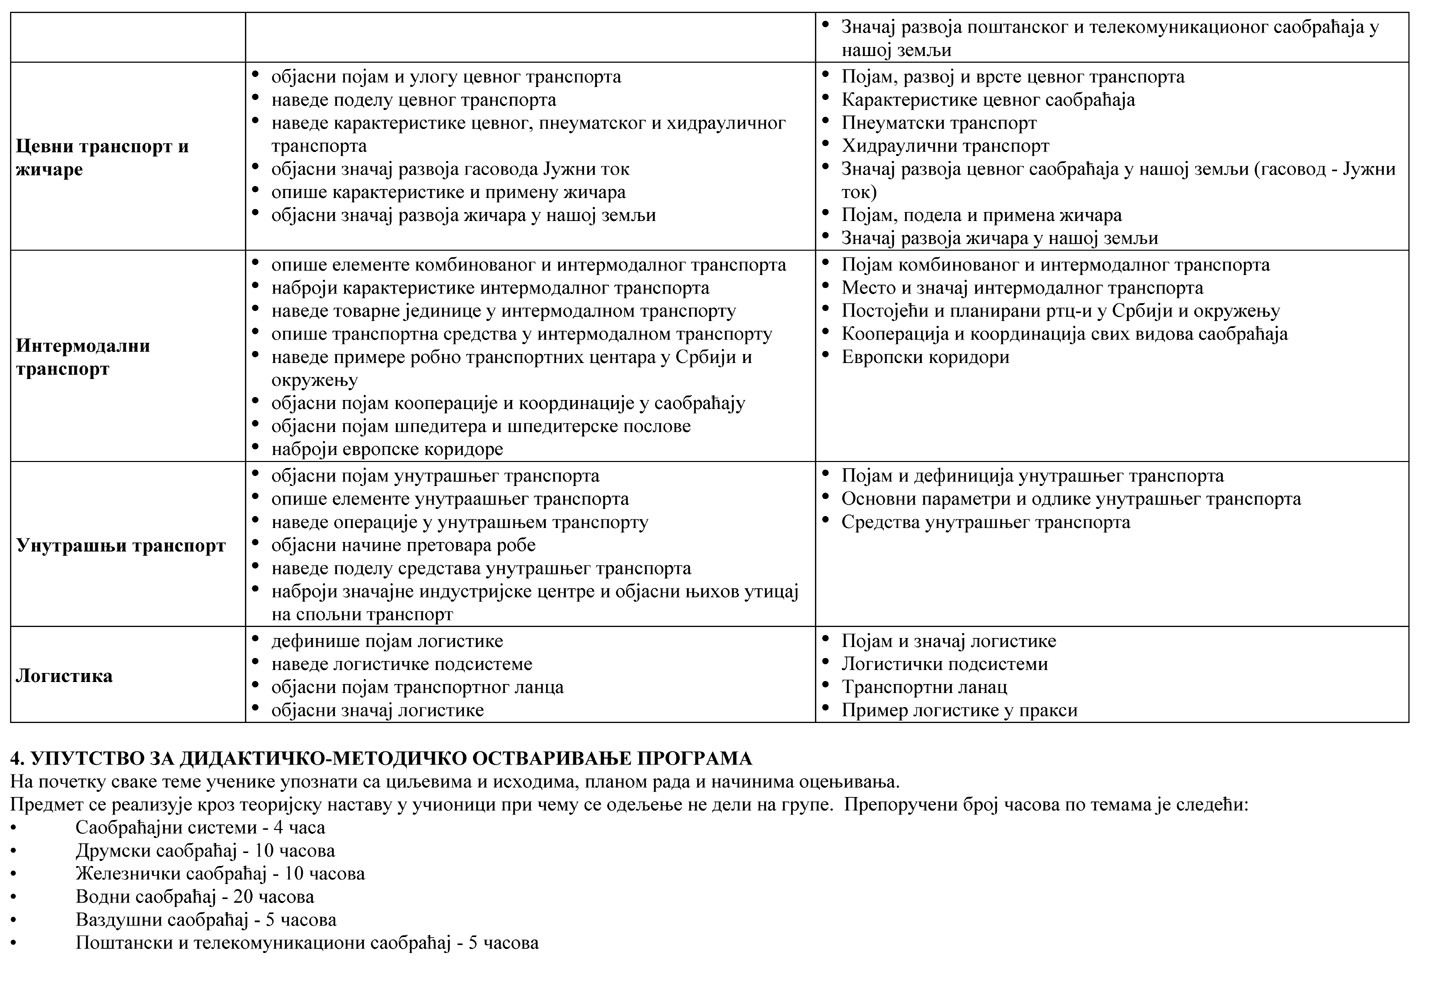 • Значај развоја поштанског и телекомуникационог саобраћаја у
нашој земљи
Цевни транспорт и
жичаре
• објасни појам и улогу цевног транспорта
• наведе поделу цевног транспорта
• наведе карактеристике цевног, пнеуматског и хидрауличног
транспорта
• објасни значај развоја гасовода Јужни ток
• опише карактеристике и примену жичара
• објасни значај развоја жичара у нашој земљи
• Појам, развој и врсте цевног транспорта
• Карактеристике цевног саобраћаја
• Пнеуматски транспорт
• Хидраулични транспорт
• Значај развоја цевног саобраћаја у нашој земљи (гасовод - Јужни
ток)
• Појам, подела и примена жичара
• Значај развоја жичара у нашој земљи
Интермодални
транспорт
• опише елементе комбинованог и интермодалног транспорта
• наброји карактеристике интермодалног транспорта
• наведе товарне јединице у интермодалном транспорту
• опише транспортна средства у интермодалном транспорту
• наведе примере робно транспортних центара у Србији и
окружењу
• објасни појам кооперације и координације у саобраћају
• објасни појам шпедитера и шпедитерске послове
• наброји европске коридоре
• Појам комбинованог и интермодалног транспорта
• Место и значај интермодалног транспорта
• Постојећи и планирани ртц-и у Србији и окружењу
• Кооперација и координација свих видова саобраћаја
• Европски коридори
Унутрашњи транспорт
• објасни појам унутрашњег транспорта
• опише елементе унутраашњег транспорта
• наведе операције у унутрашњем транспорту
• објасни начине претовара робе
• наведе поделу средстава унутрашњег транспорта
• наброји значајне индустријске центре и објасни њихов утицај
на спољни транспорт
• Појам и дефиниција унутрашњег транспорта
• Основни параметри и одлике унутрашњег транспорта
• Средства унутрашњег транспорта
Логистика
• дефинише појам логистике
• наведе логистичке подсистеме
• објасни појам транспортног ланца
• објасни значај логистике
• Појам и значај логистике
• Логистички подсистеми
• Транспортни ланац
• Пример логистике у пракси
4. УПУТСТВО ЗА ДИДАКТИЧКО-МЕТОДИЧКО ОСТВАРИВАЊЕ ПРОГРАМА
На почетку сваке теме ученике упознати са циљевима и исходима, планом рада и начинима оцењивања.
Предмет се реализује кроз теоријску наставу у учионици при чему се одељење не дели на групе. Препоручени број часова по темама је следећи:
• Саобраћајни системи - 4 часа
• Друмски саобраћај - 10 часова
• Железнички саобраћај - 10 часова
• Водни саобраћај - 20 часова
• Ваздушни саобраћај - 5 часова
• Поштански и телекомуникациони саобраћај - 5 часова